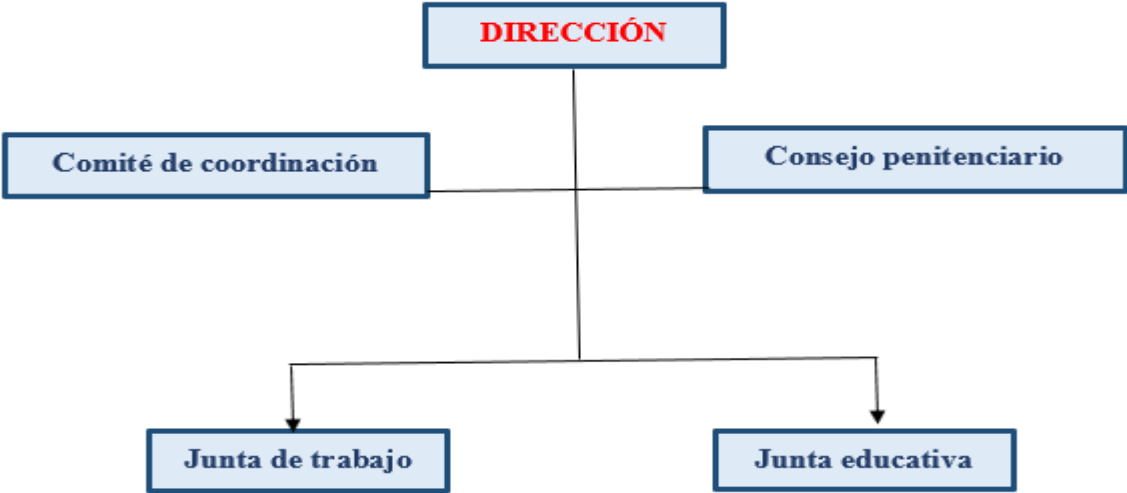 DIRECCIÓN
Comité de coordinación
Consejo penitenciario
Junta de trabajo
Junta educativa